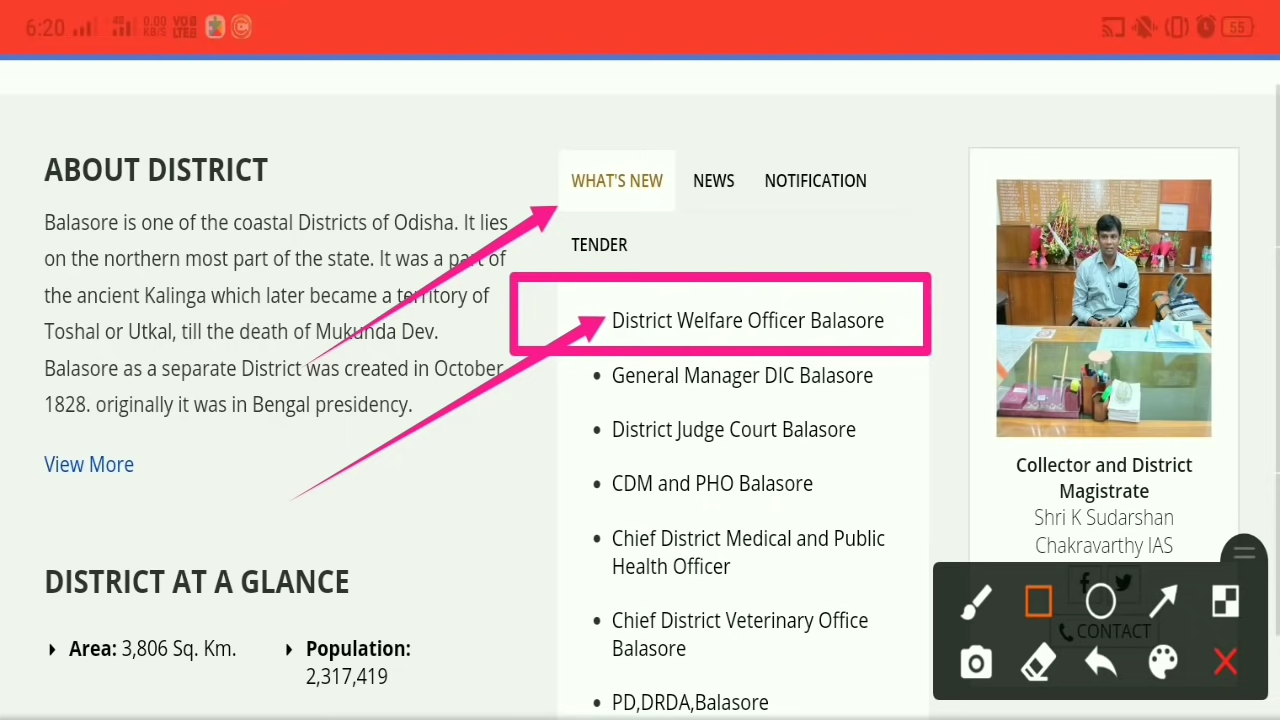 6:20 4G 0.00 KB/S VO LTE 55
ABOUT DISTRICT
Balasore is one of the coastal Districts of Odisha. It lies
on the northern most part of the state. It was a part of
the ancient Kalinga which later became a territory of
Toshal or Utkal, till the death of Mukunda Dev.
Balasore as a separate District was created in October
1828. originally it was in Bengal presidency.
View More
DISTRICT AT A GLANCE
Area: 3,806 Sq. Km.
Population:
2,317,419
WHAT'S NEW NEWS NOTIFICATION
TENDER
District Welfare Officer Balasore
General Manager DIC Balasore
District Judge Court Balasore
CDM and PHO Balasore
Chief District Medical and Public
Health Officer
Chief District Veterinary Office
Balasore
PD,DRDA,Balasore
Collector and District
Magistrate
Shri K Sudarshan
Chakravarthy IAS
CONTACT